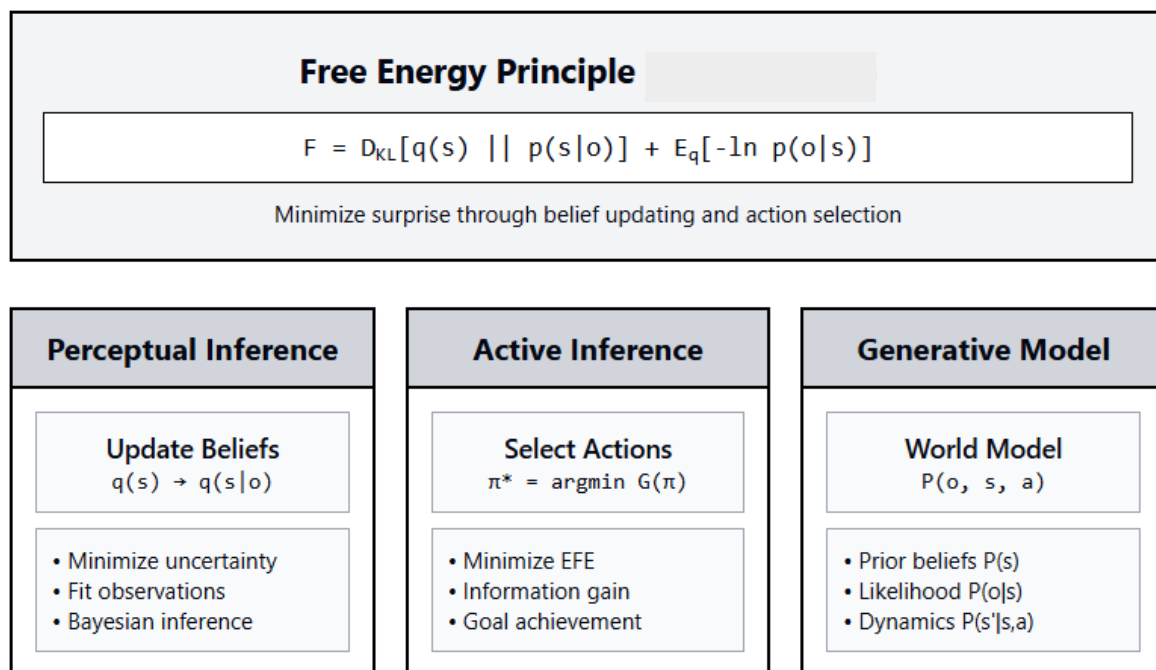 Free Energy Principle
F = D_KL[q(s) || p(s|o)] + E_q[-ln p(o|s)]
Minimize surprise through belief updating and action selection
Perceptual Inference
Update Beliefs
q(s) → q(s|o)
• Minimize uncertainty
• Fit observations
• Bayesian inference
Active Inference
Select Actions
π* = argmin G(π)
• Minimize EFE
• Information gain
• Goal achievement
Generative Model
World Model
P(o, s, a)
• Prior beliefs P(s)
• Likelihood P(o|s)
• Dynamics P(s'|s,a)